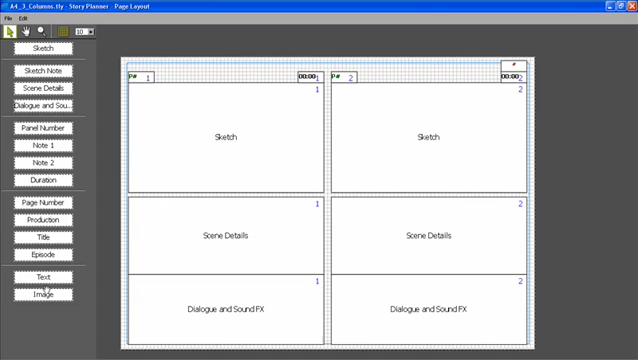 A4_3_Columns.tly - Story Planner - Page Layout
File Edit
10
Sketch
Sketch Note
Scene Details
Dialogue and Sou...
Panel Number
Note 1
Note 2
Duration
Page Number
Production
Title
Episode
Text
Image
#
P# 1 00:00 1 P# 2 00:00 2
1 2
Sketch Sketch
1 2
Scene Details Scene Details
1 2
Dialogue and Sound FX Dialogue and Sound FX